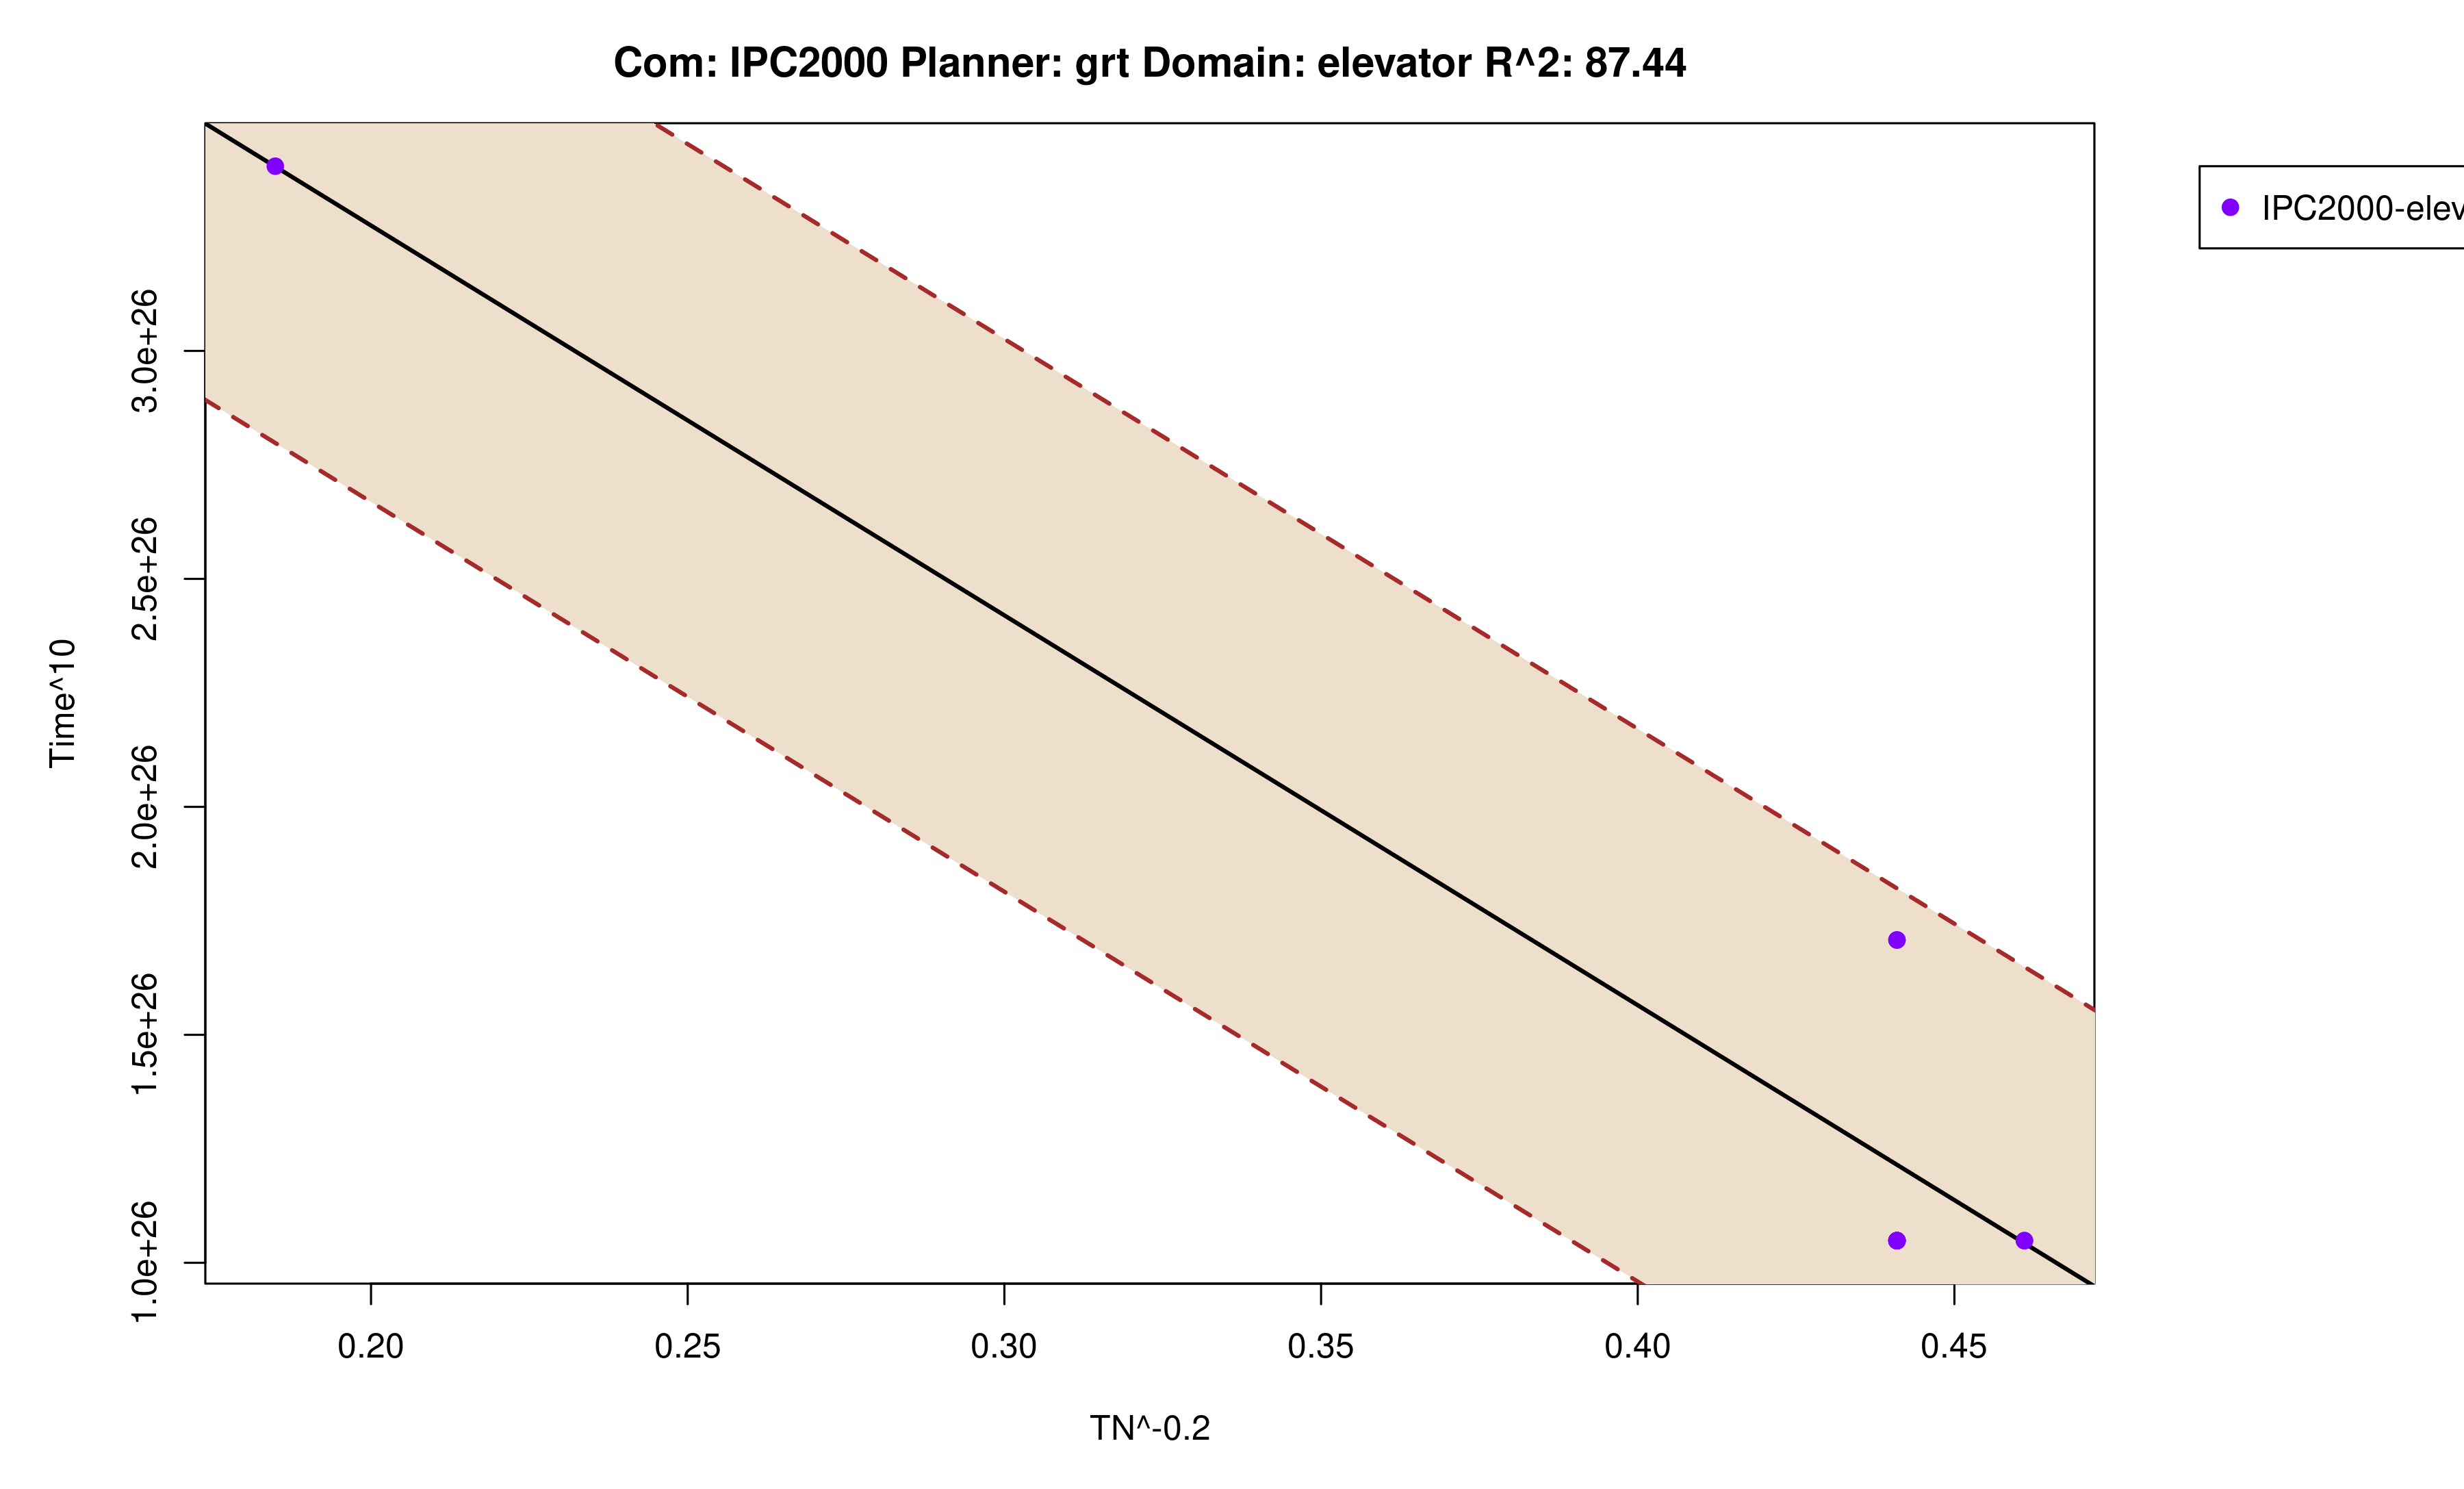 Com: IPC2000 Planner: grt Domain: elevator R^2: 87.44
IPC2000-elev
3.0e+26
2.5e+26
2.0e+26
1.5e+26
1.0e+26
Time^10
0.20 0.25 0.30 0.35 0.40 0.45
TN^-0.2